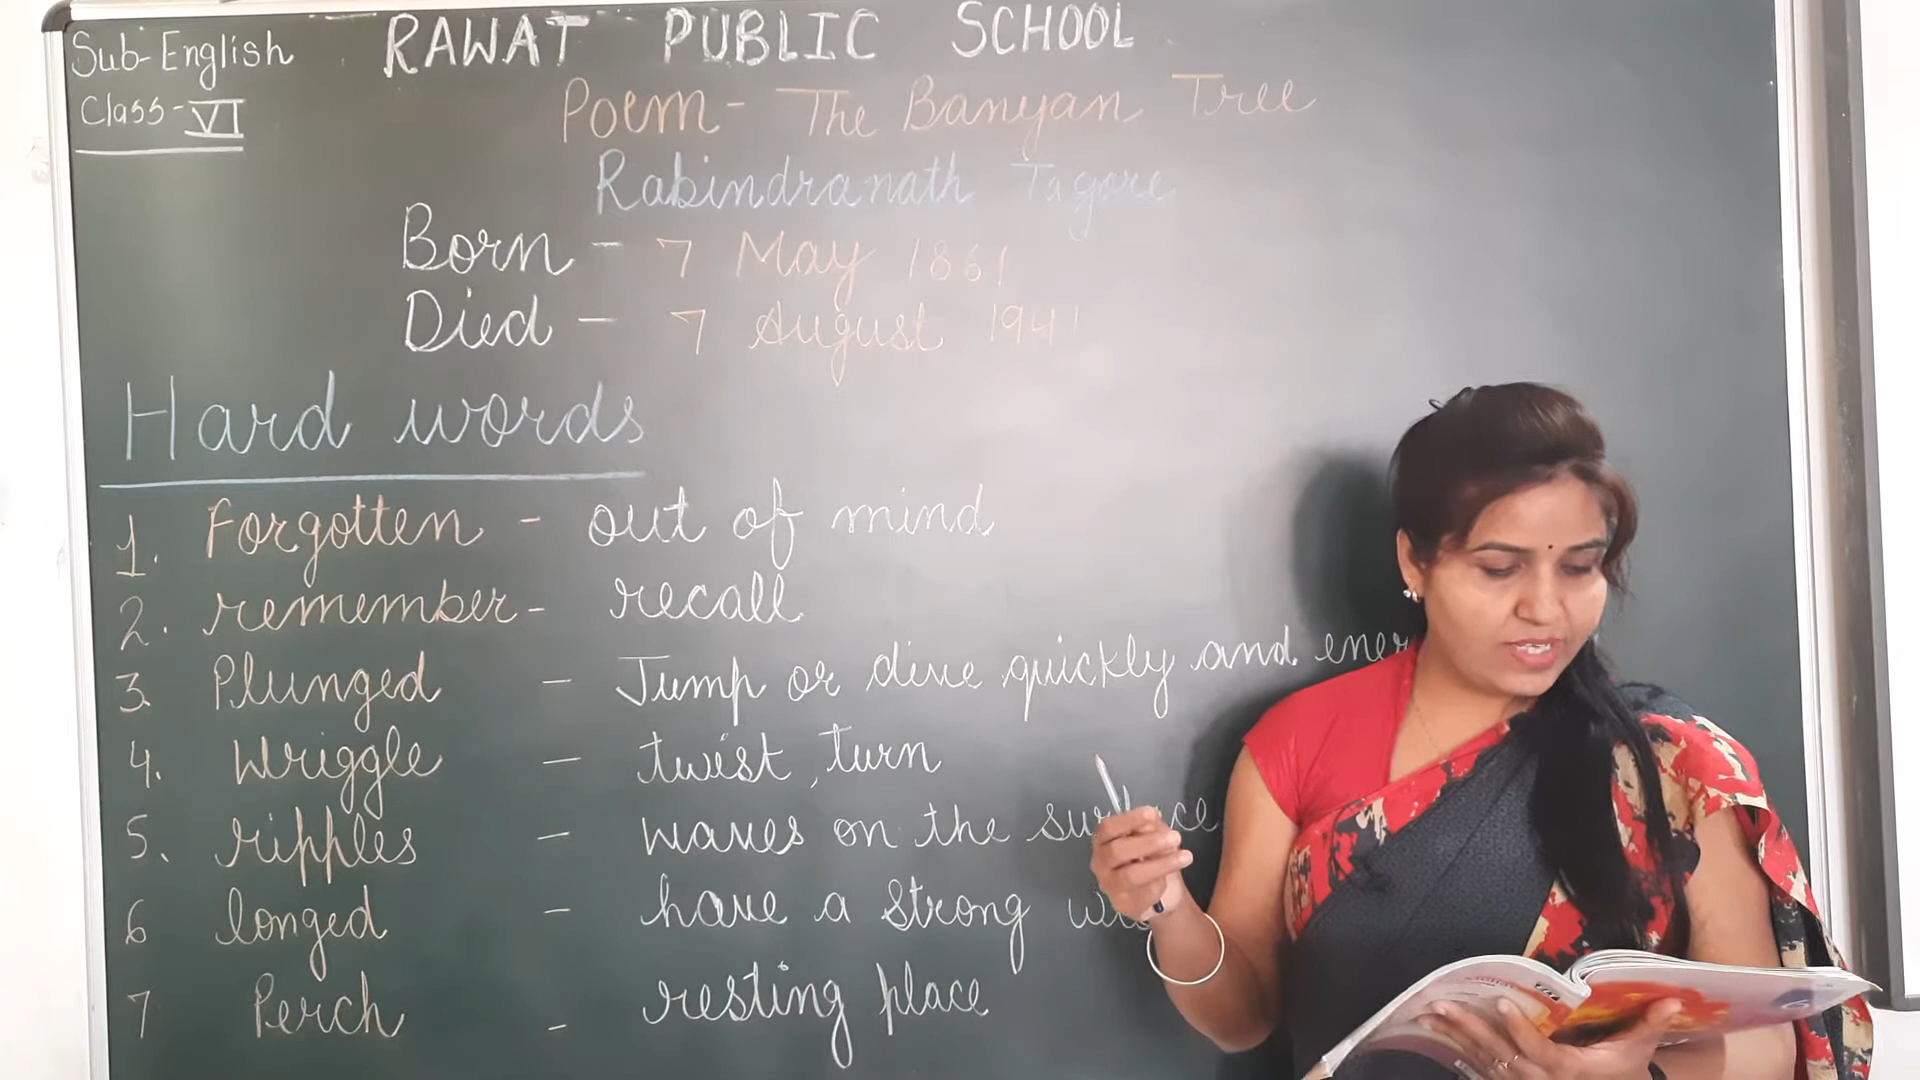 Sub-English
RAWAT PUBLIC SCHOOL
Class-VI
Poem- The Banyan Tree
Rabindranath Tagore
Born - 7 May 1861
Died - 7 August 1941
Hard words
1. Forgotten - out of mind
2. remember- recall
3. Plunged - Jump or dive quickly and
4. Wriggle - twist, turn
5. ripples - waves on the
6 longed - have a strong
7 Perch - resting place